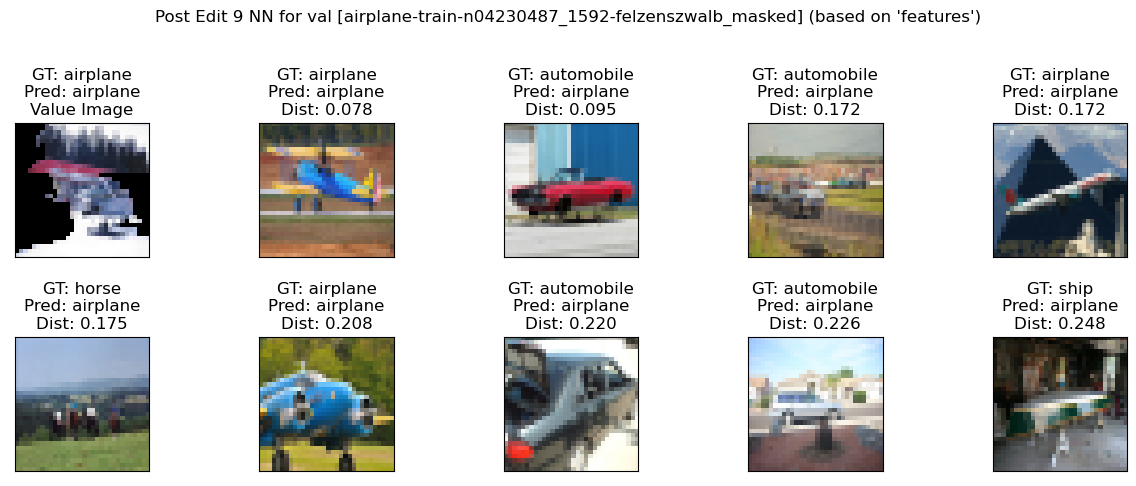 Post Edit 9 NN for val [airplane-train-n04230487_1592-felzenszwalb_masked] (based on 'features')
GT: airplane
Pred: airplane
Value Image
GT: airplane
Pred: airplane
Dist: 0.078
GT: automobile
Pred: airplane
Dist: 0.095
GT: automobile
Pred: airplane
Dist: 0.172
GT: airplane
Pred: airplane
Dist: 0.172
GT: horse
Pred: airplane
Dist: 0.175
GT: airplane
Pred: airplane
Dist: 0.208
GT: automobile
Pred: airplane
Dist: 0.220
GT: automobile
Pred: airplane
Dist: 0.226
GT: ship
Pred: airplane
Dist: 0.248